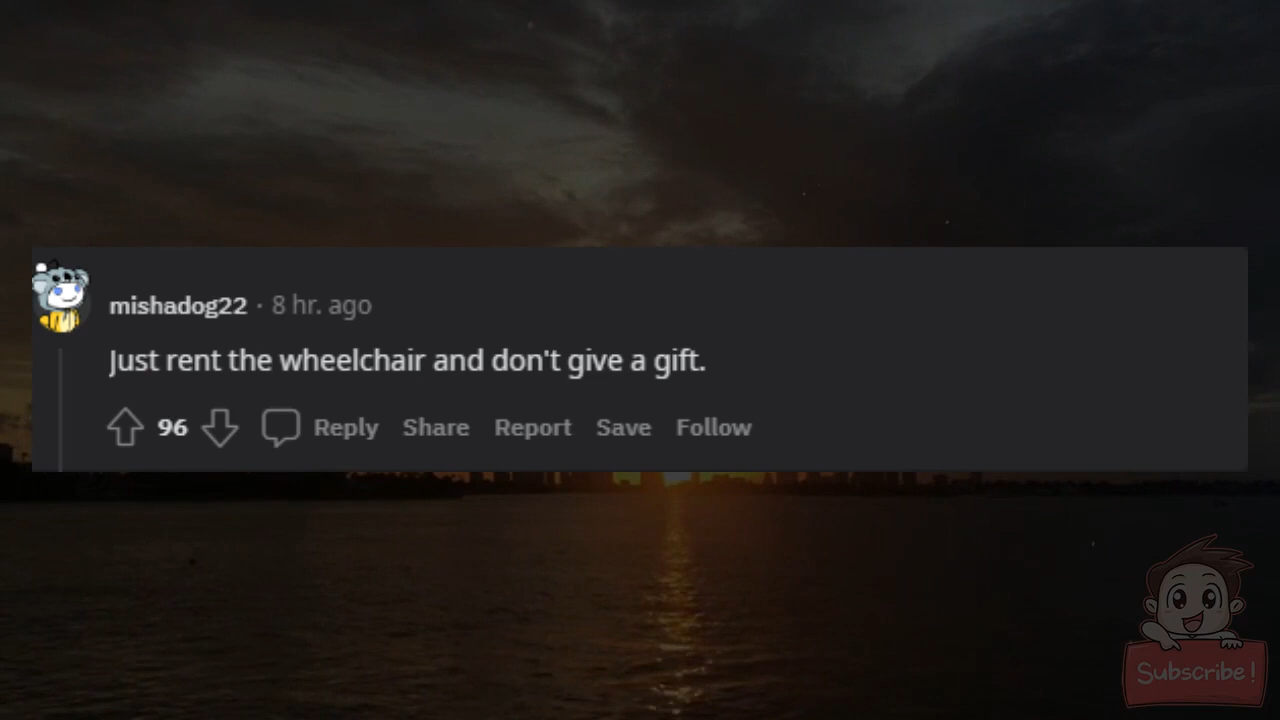 mishadog22 · 8 hr. ago
Just rent the wheelchair and don't give a gift.
96 Reply Share Report Save Follow
Subscribe!